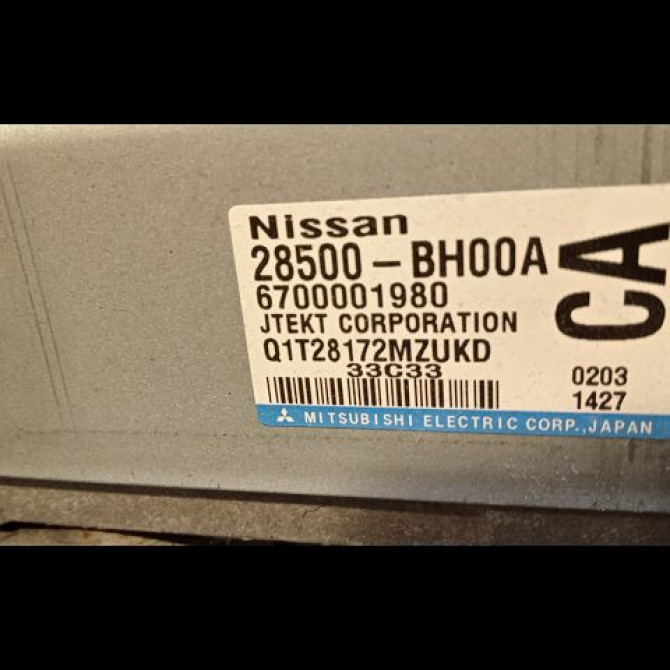 Nissan
28500-BH00A
CA
6700001980
JTEKT CORPORATION
Q1T28172MZUKD
33C33
0203
1427
MITSUBISHI ELECTRIC CORP.,JAPAN